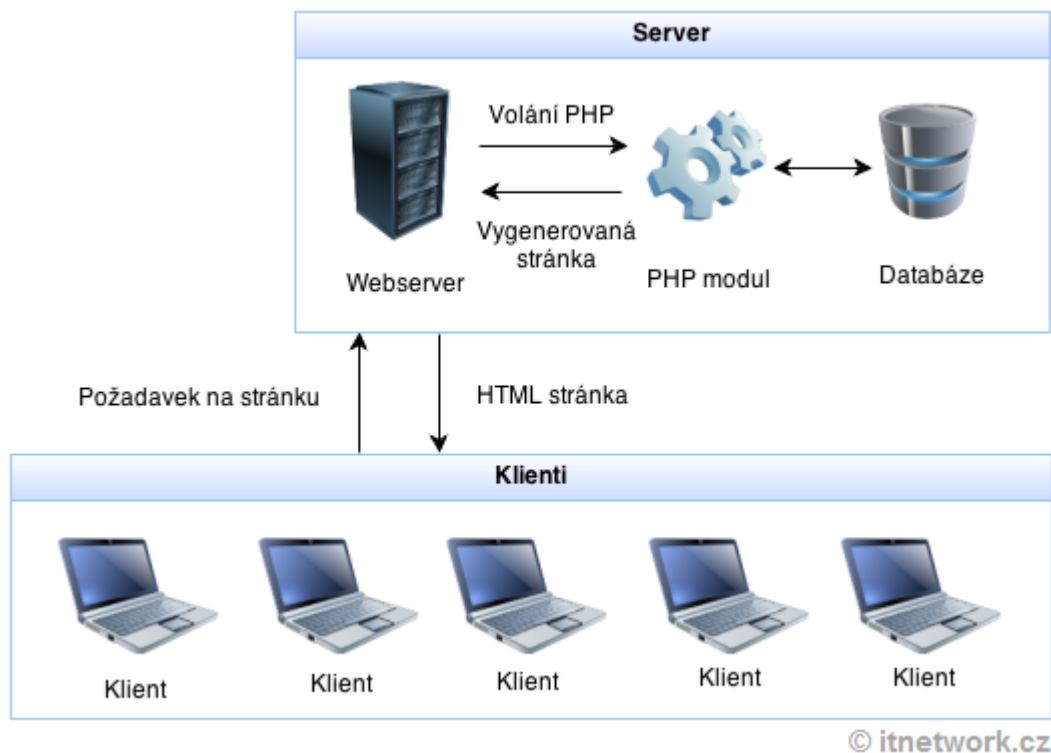 Server
Volání PHP
Vygenerovaná
stránka
Webserver
PHP modul
Databáze
Požadavek na stránku
HTML stránka
Klienti
Klient
Klient
Klient
Klient
Klient
© itnetwork.cz